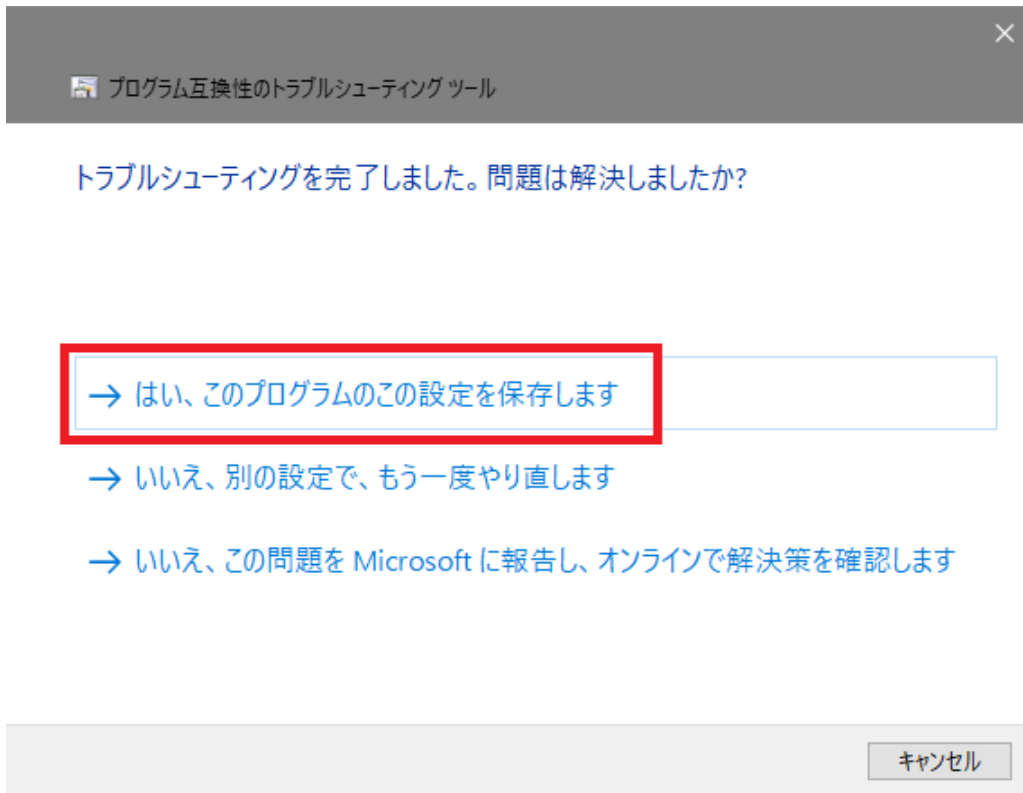 プログラム互換性のトラブルシューティング ツール
トラブルシューティングを完了しました。問題は解決しましたか?
→ はい、このプログラムのこの設定を保存します
→ いいえ、別の設定で、もう一度やり直します
→ いいえ、この問題を Microsoft に報告し、オンラインで解決策を確認します
キャンセル